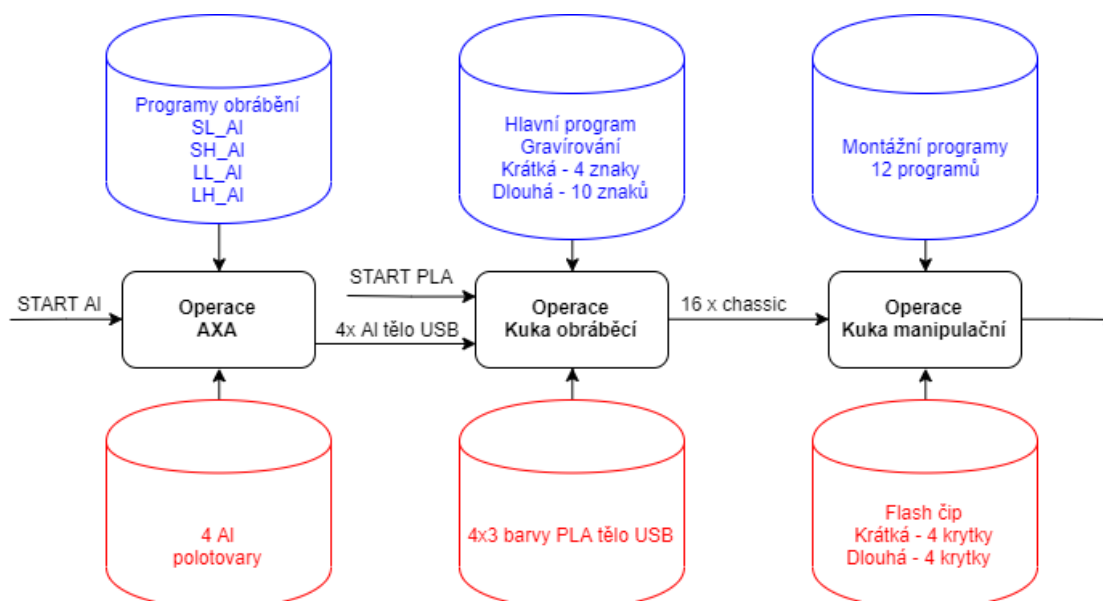 Programy obrábění
SL_Al
SH_Al
LL_Al
LH_Al
Hlavní program
Gravírování
Krátká - 4 znaky
Dlouhá - 10 znaků
Montážní programy
12 programů
START Al
Operace
AXA
START PLA
4x Al tělo USB
Operace
Kuka obráběcí
16 x chassic
Operace
Kuka manipulační
4 Al
polotovary
4x3 barvy PLA tělo USB
Flash čip
Krátká - 4 krytky
Dlouhá - 4 krytky